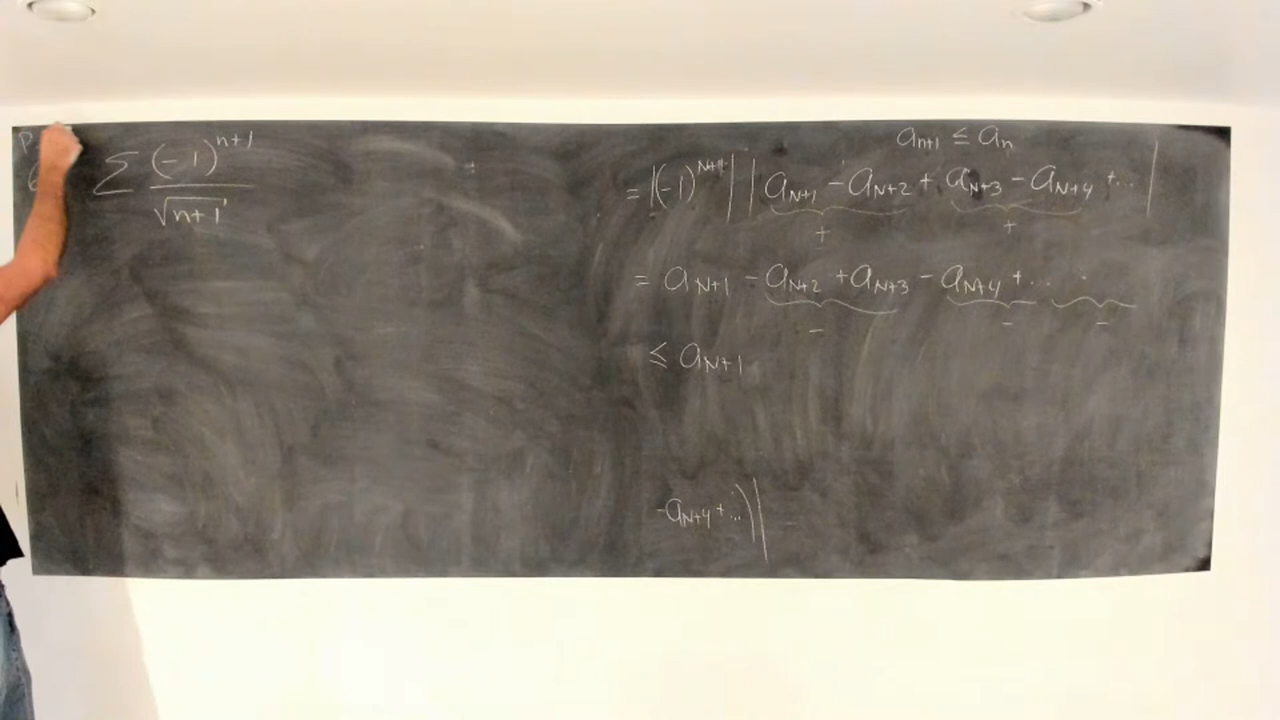 P
∑ (-1)^{n+1} / √(n+1)
a_{n+1} ≤ a_n
= |(-1)^{N+1}| | a_{N+1} - a_{N+2} + a_{N+3} - a_{N+4} + ... |
+ +
= a_{N+1} - a_{N+2} + a_{N+3} - a_{N+4} + ...
- - -
≤ a_{N+1}
-a_{N+4} + ...)|